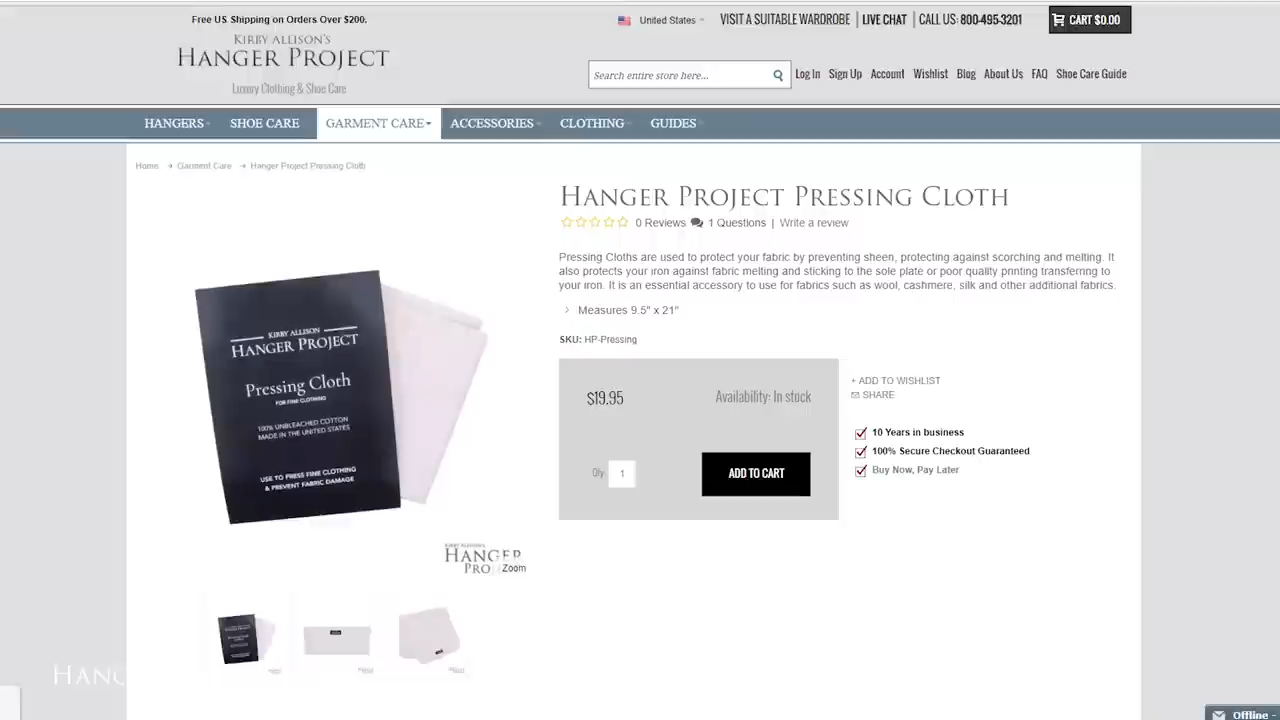 Free US Shipping on Orders Over $200.
United States
VISIT A SUITABLE WARDROBE
LIVE CHAT
CALL US: 800-495-3201
CART $0.00
KIRBY ALLISON'S
HANGER PROJECT
Luxury Clothing & Shoe Care
Search entire store here...
Log In
Sign Up
Account
Wishlist
Blog
About Us
FAQ
Shoe Care Guide
HANGERS
SHOE CARE
GARMENT CARE
ACCESSORIES
CLOTHING
GUIDES
Home
Garment Care
Hanger Project Pressing Cloth
HANGER PROJECT PRESSING CLOTH
0 Reviews
1 Questions | Write a review
Pressing Cloths are used to protect your fabric by preventing sheen, protecting against scorching and melting. It
also protects your iron against fabric melting and sticking to the sole plate or poor quality printing transferring to
your iron. It is an essential accessory to use for fabrics such as wool, cashmere, silk and other additional fabrics.
Measures 9.5" x 21"
SKU: HP-Pressing
$19.95
Availability: In stock
Qty
1
ADD TO CART
+ ADD TO WISHLIST
SHARE
10 Years in business
100% Secure Checkout Guaranteed
Buy Now, Pay Later
KIRBY ALLISON
HANGER PROJECT
Pressing Cloth
FOR FINE CLOTHING
100% UNBLEACHED COTTON
MADE IN THE UNITED STATES
USE TO PRESS FINE CLOTHING
& PREVENT FABRIC DAMAGE
KIRBY ALLISON'S
HANGER
PRO
Zoom
HANG
Offline -